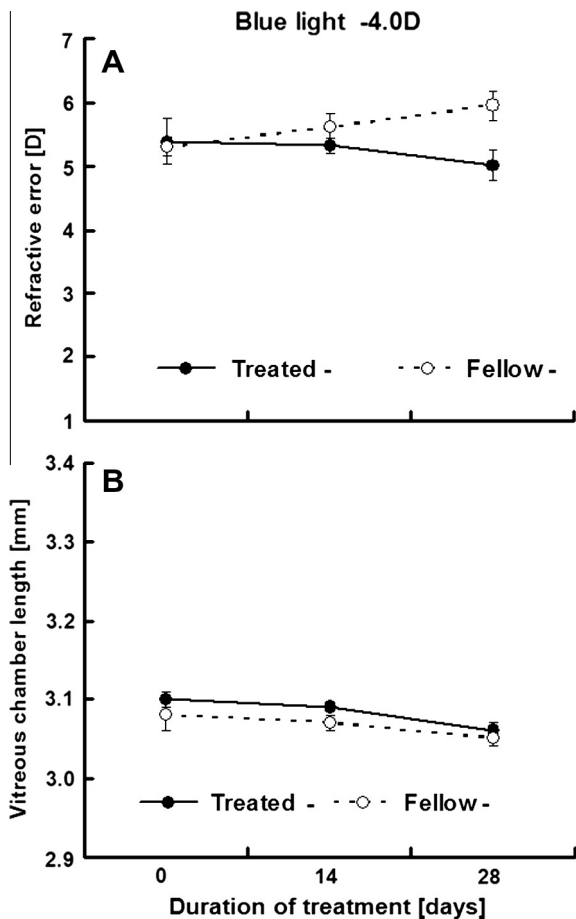 Blue light -4.0D
A
Refractive error [D]
7
6
5
4
3
2
1
Treated -
Fellow -
B
Vitreous chamber length [mm]
3.4
3.3
3.2
3.1
3.0
2.9
Treated -
Fellow -
0 14 28
Duration of treatment [days]